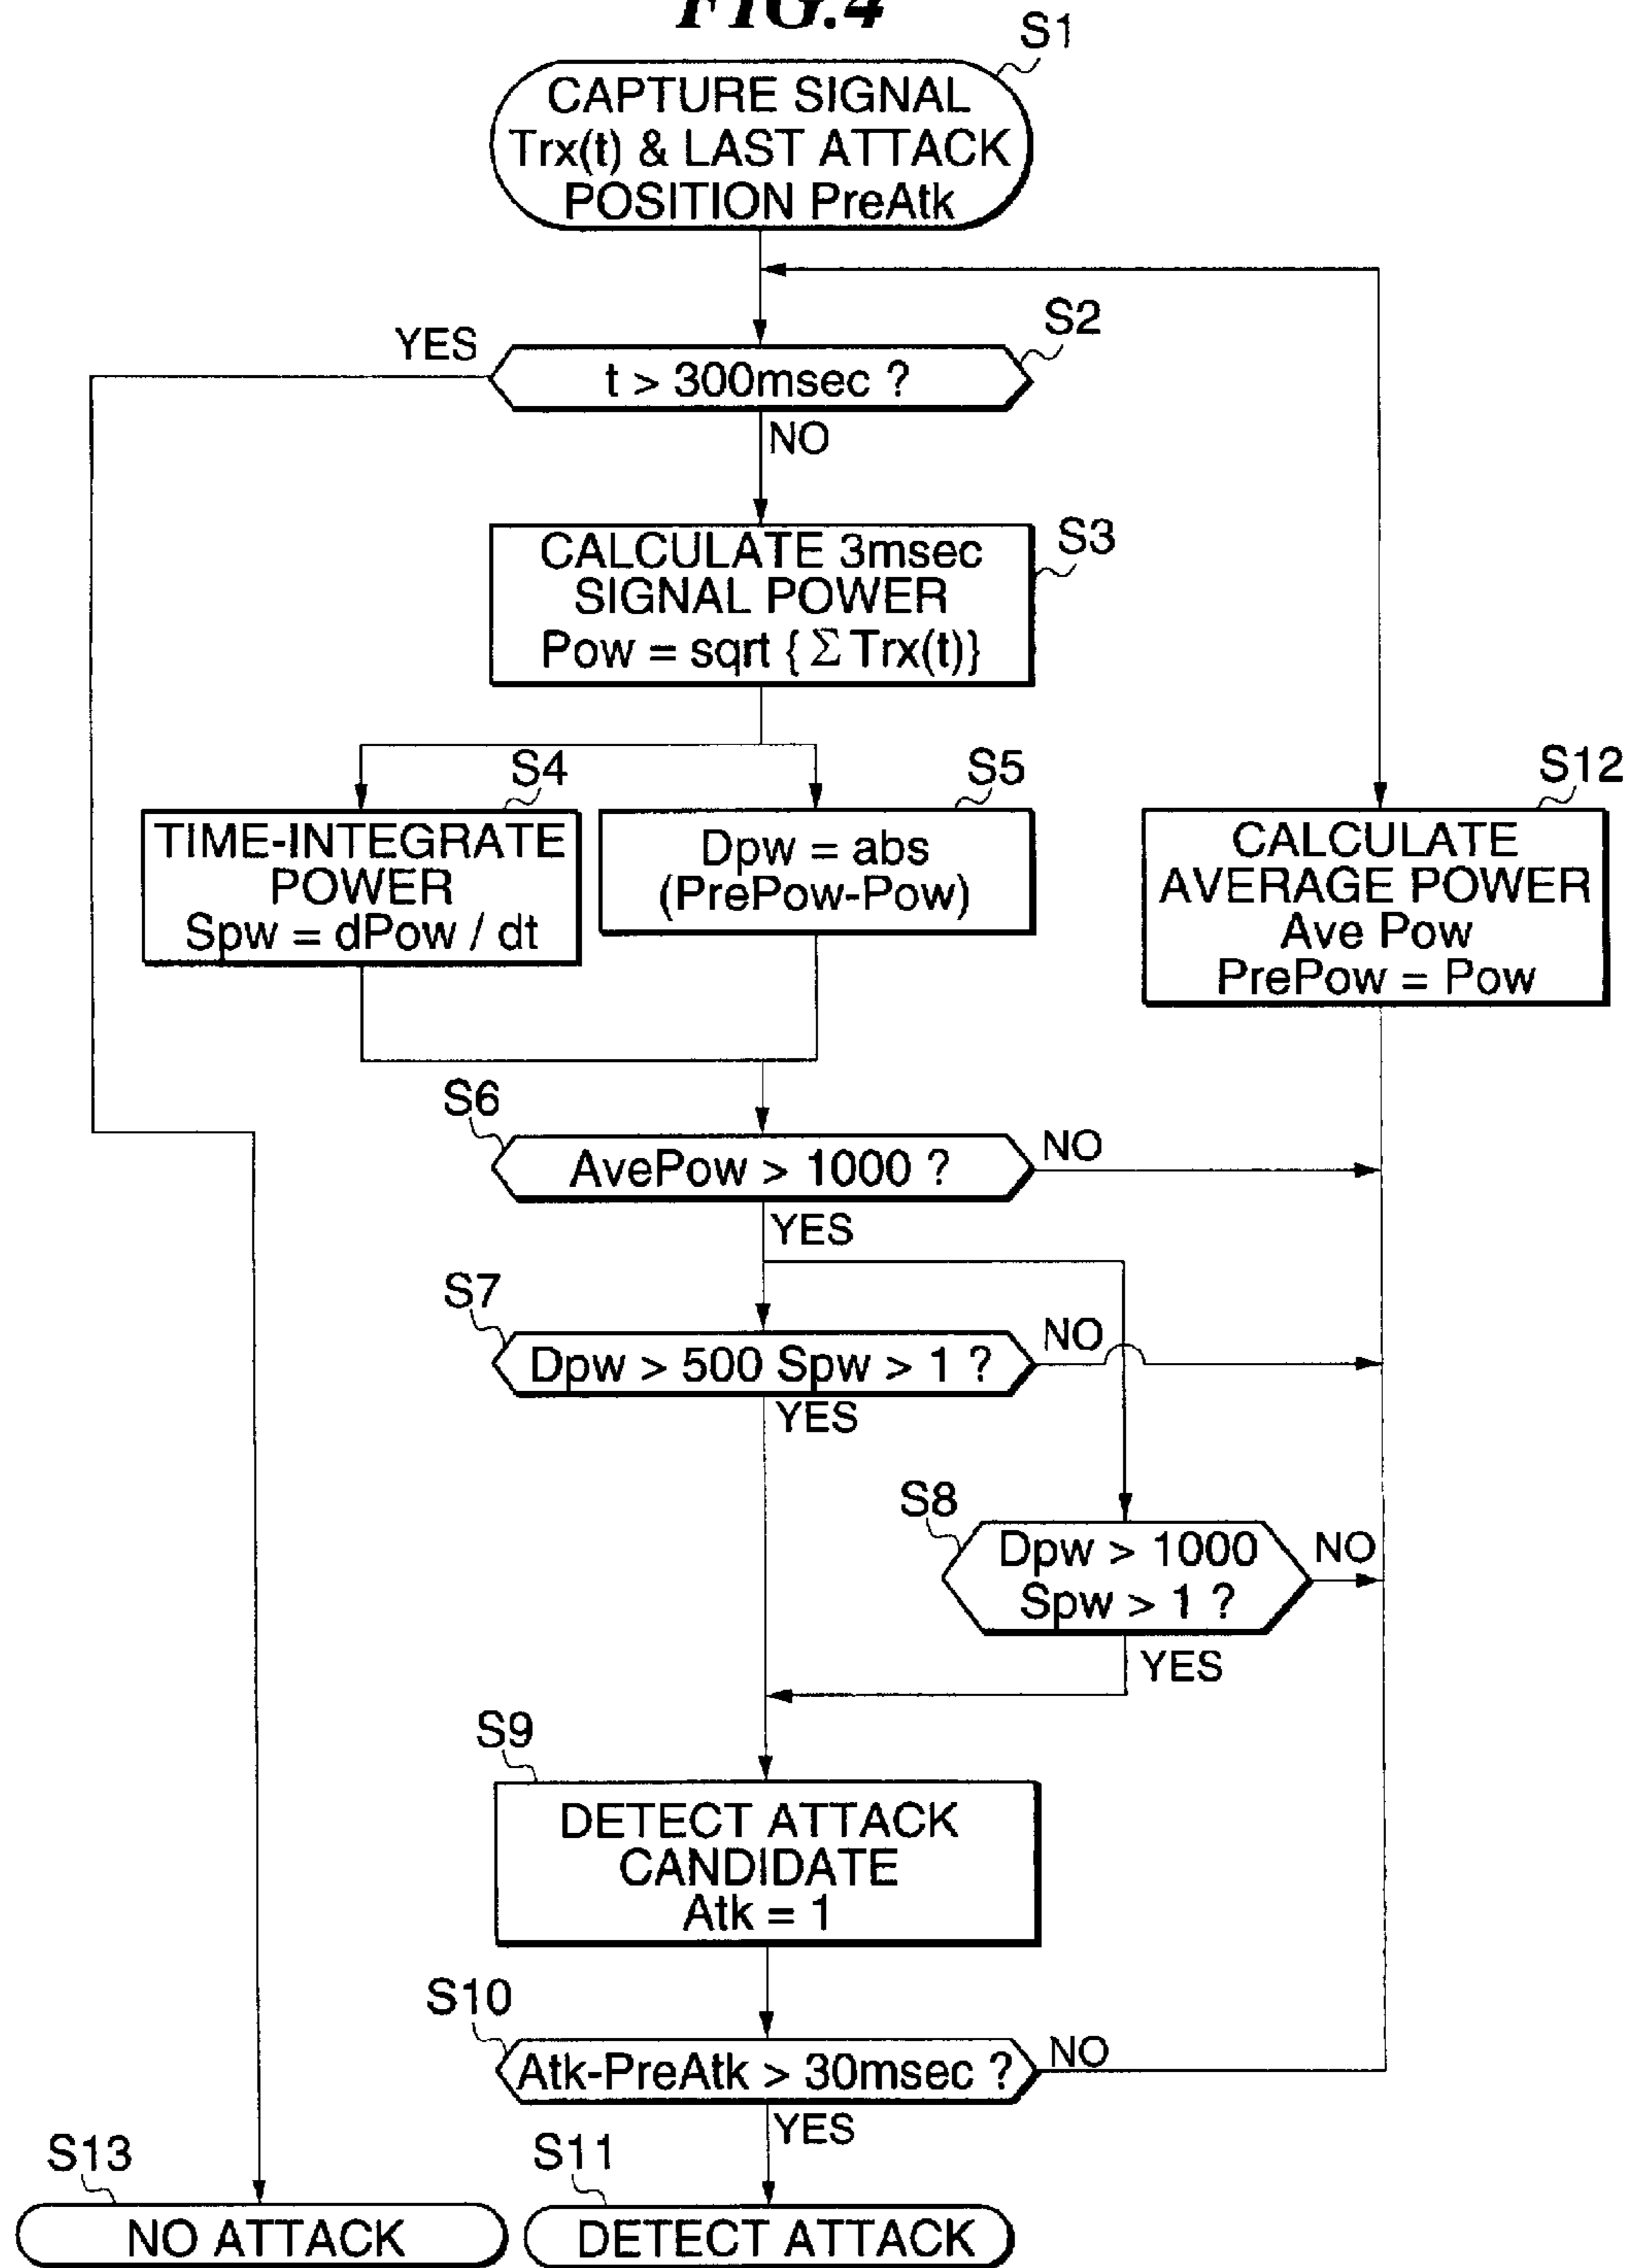 FIG.4
S1
CAPTURE SIGNAL
Trx(t) & LAST ATTACK
POSITION PreAtk
S2
YES
t > 300msec ?
NO
S3
CALCULATE 3msec
SIGNAL POWER
Pow = sqrt { Σ Trx(t)}
S4
TIME-INTEGRATE
POWER
Spw = dPow / dt
S5
Dpw = abs
(PrePow-Pow)
S12
CALCULATE
AVERAGE POWER
Ave Pow
PrePow = Pow
S6
AvePow > 1000 ?
NO
YES
S7
Dpw > 500 Spw > 1 ?
NO
YES
S8
Dpw > 1000
Spw > 1 ?
NO
YES
S9
DETECT ATTACK
CANDIDATE
Atk = 1
S10
Atk-PreAtk > 30msec ?
NO
YES
S13
NO ATTACK
S11
DETECT ATTACK